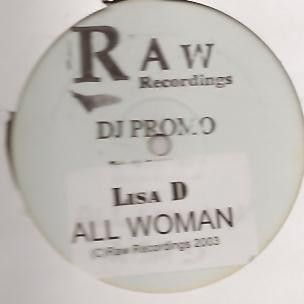 RAW
Recordings
DJ PROMO
LISA D
ALL WOMAN
(C)Raw Recordings 2003